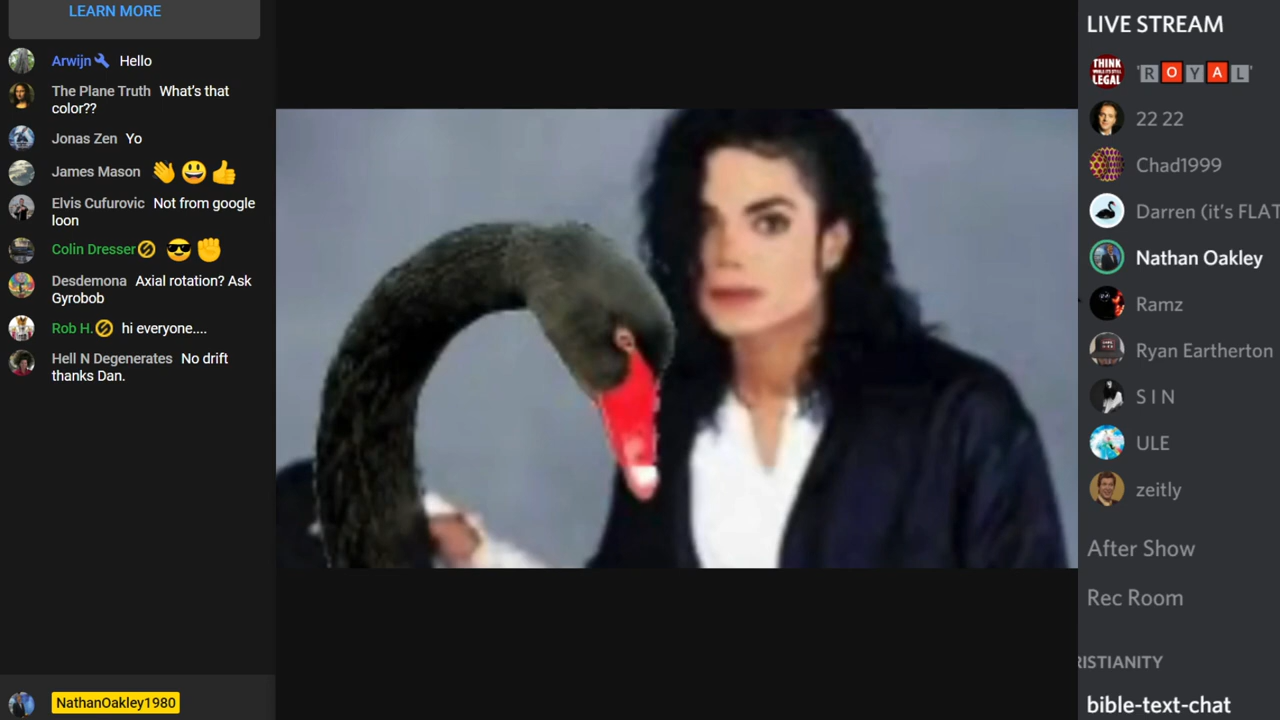 LEARN MORE
Arwijn Hello
The Plane Truth What's that
color??
Jonas Zen Yo
James Mason 👋 😃 👍
Elvis Cufurovic Not from google
loon
Colin Dresser 😎 ✊
Desdemona Axial rotation? Ask
Gyrobob
Rob H. hi everyone....
Hell N Degenerates No drift
thanks Dan.
NathanOakley1980
LIVE STREAM
THINK
LEGAL
'ROYAL'
22 22
Chad1999
Darren (it's FLAT
Nathan Oakley
Ramz
Ryan Eartherton
S I N
ULE
zeitly
After Show
Rec Room
RISTIANITY
bible-text-chat